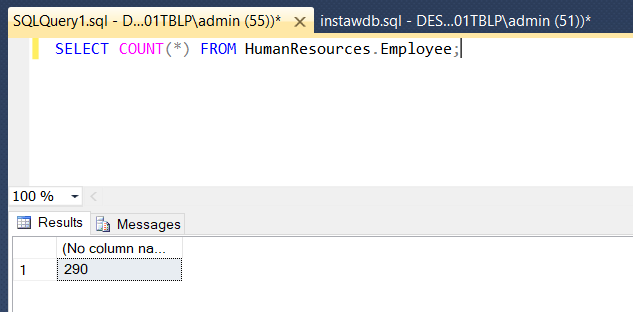 SQLQuery1.sql - D...01TBLP\admin (55))* instawdb.sql - DES...01TBLP\admin (51))*
SELECT COUNT(*) FROM HumanResources.Employee;
100 %
Results Messages
(No column na...
1 290